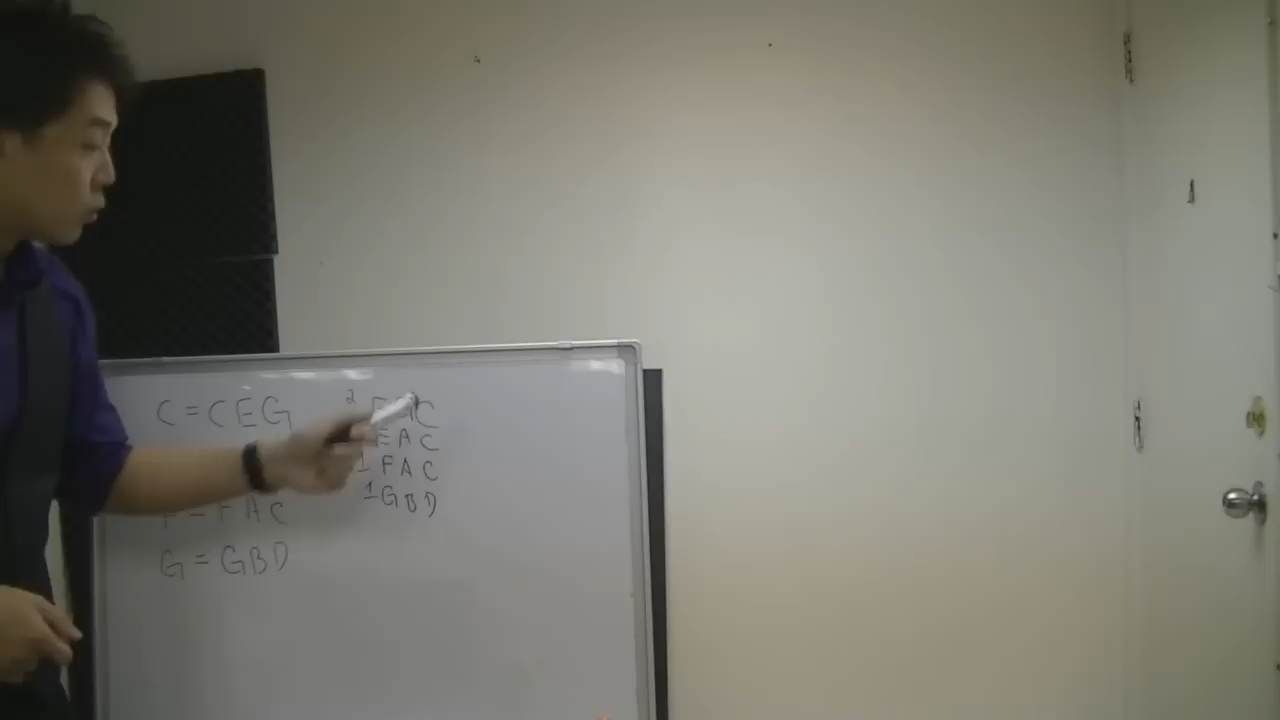 C = C E G
F = F A C
G = G B D
2 E G C
E A C
1 F A C
1 G B D